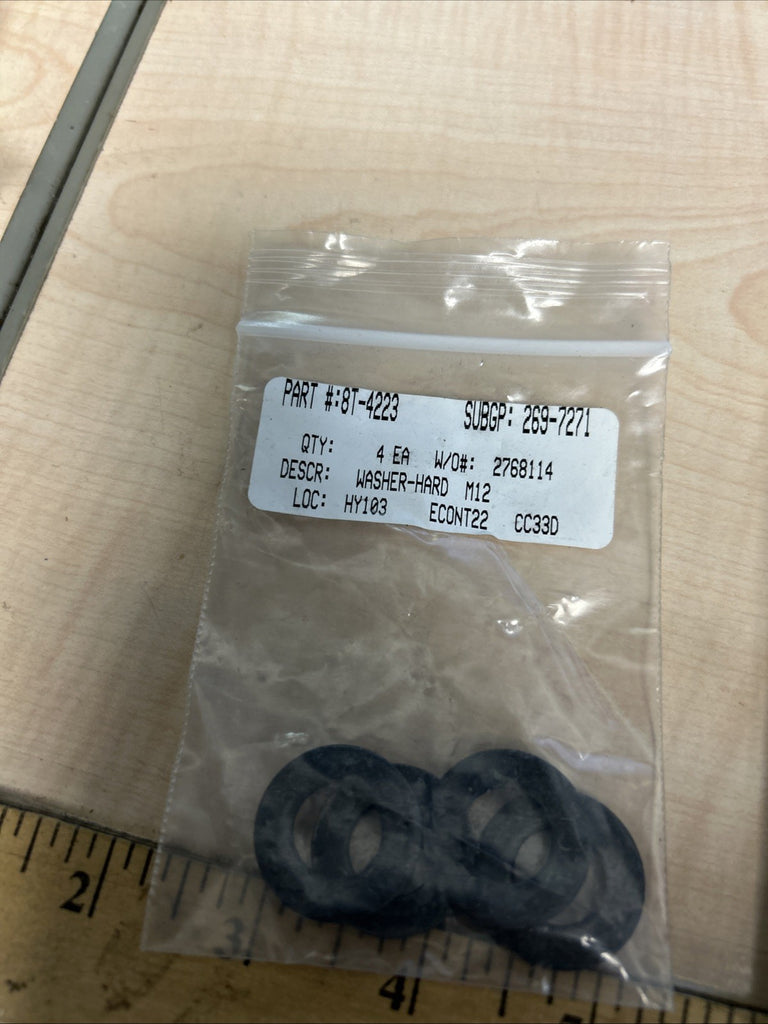 PART #:8T-4223 SUBGP: 269-7271
QTY: 4 EA W/O#: 2768114
DESCR: WASHER-HARD M12
LOC: HY103 ECONT22 CC33D
2
3
4